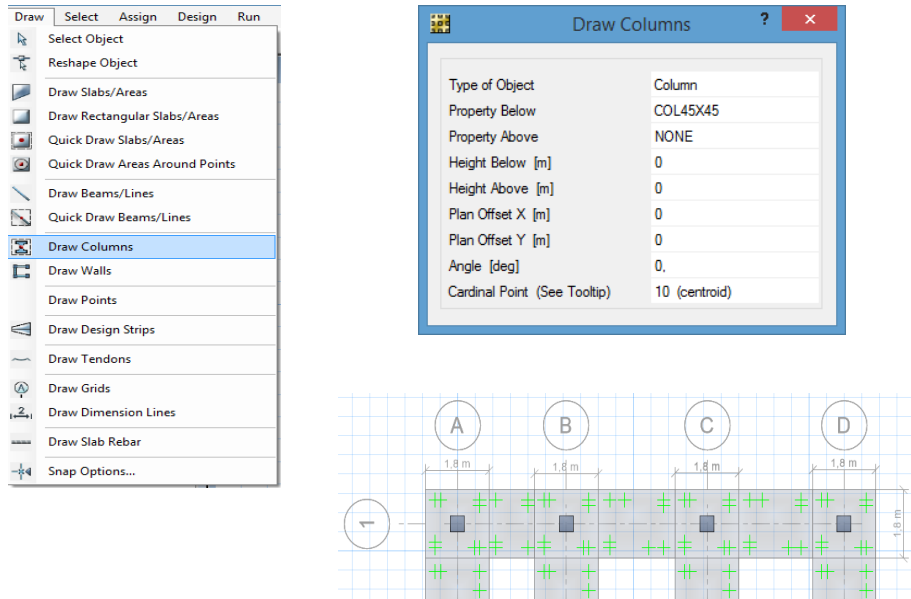 Draw Select Assign Design Run
Select Object
Reshape Object
Draw Slabs/Areas
Draw Rectangular Slabs/Areas
Quick Draw Slabs/Areas
Quick Draw Areas Around Points
Draw Beams/Lines
Quick Draw Beams/Lines
Draw Columns
Draw Walls
Draw Points
Draw Design Strips
Draw Tendons
A
Draw Grids
2
Draw Dimension Lines
Draw Slab Rebar
Snap Options...
Draw Columns ? ×
Type of Object Column
Property Below COL45X45
Property Above NONE
Height Below [m] 0
Height Above [m] 0
Plan Offset X [m] 0
Plan Offset Y [m] 0
Angle [deg] 0,
Cardinal Point (See Tooltip) 10 (centroid)
A B C D
1,8 m 1,8 m 1,8 m 1,8 m
1
1,8 m